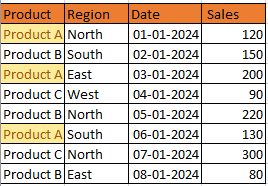 Product Region Date Sales
Product A North 01-01-2024 120
Product B South 02-01-2024 150
Product A East 03-01-2024 200
Product C West 04-01-2024 90
Product B North 05-01-2024 220
Product A South 06-01-2024 130
Product C North 07-01-2024 300
Product B East 08-01-2024 80